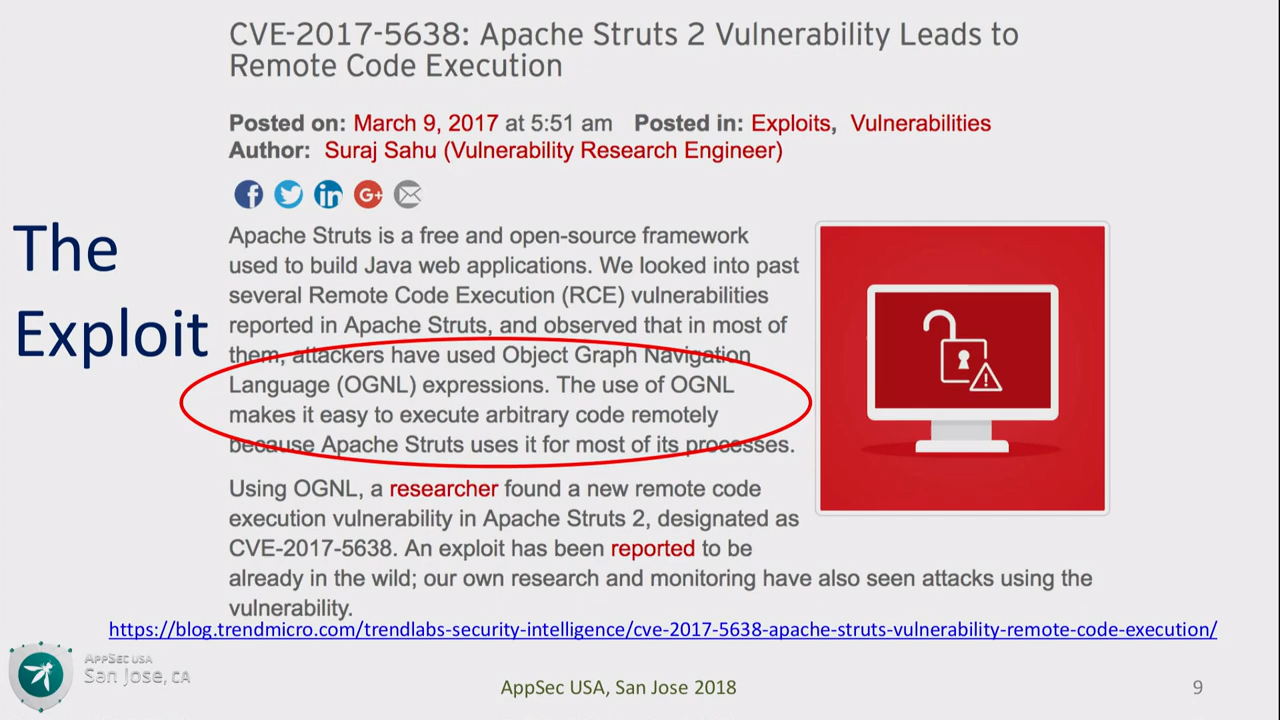 CVE-2017-5638: Apache Struts 2 Vulnerability Leads to
Remote Code Execution
Posted on: March 9, 2017 at 5:51 am Posted in: Exploits, Vulnerabilities
Author: Suraj Sahu (Vulnerability Research Engineer)
The
Exploit
Apache Struts is a free and open-source framework
used to build Java web applications. We looked into past
several Remote Code Execution (RCE) vulnerabilities
reported in Apache Struts, and observed that in most of
them, attackers have used Object Graph Navigation
Language (OGNL) expressions. The use of OGNL
makes it easy to execute arbitrary code remotely
because Apache Struts uses it for most of its processes.
Using OGNL, a researcher found a new remote code
execution vulnerability in Apache Struts 2, designated as
CVE-2017-5638. An exploit has been reported to be
already in the wild; our own research and monitoring have also seen attacks using the
vulnerability.
https://blog.trendmicro.com/trendlabs-security-intelligence/cve-2017-5638-apache-struts-vulnerability-remote-code-execution/
AppSec USA
San Jose, CA
AppSec USA, San Jose 2018
9